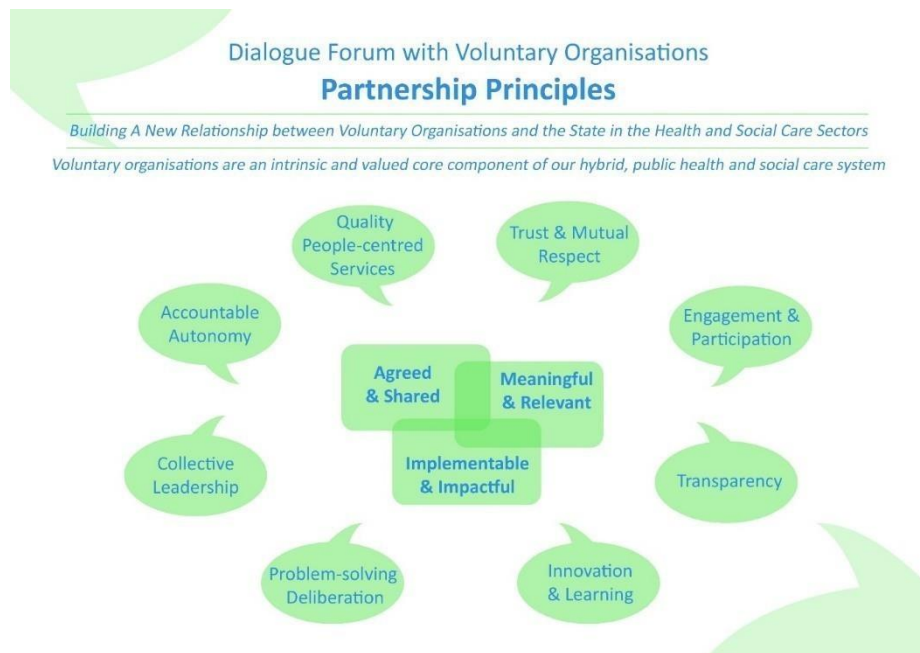 Dialogue Forum with Voluntary Organisations
Partnership Principles
Building A New Relationship between Voluntary Organisations and the State in the Health and Social Care Sectors
Voluntary organisations are an intrinsic and valued core component of our hybrid, public health and social care system
Quality
People-centred
Services
Trust & Mutual
Respect
Accountable
Autonomy
Engagement &
Participation
Agreed
& Shared
Meaningful
& Relevant
Implementable
& Impactful
Collective
Leadership
Transparency
Problem-solving
Deliberation
Innovation
& Learning